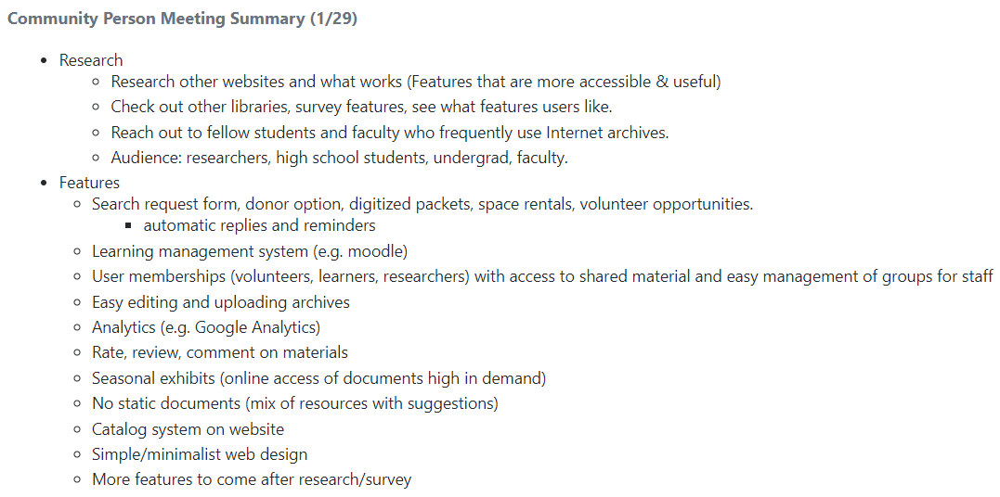 Community Person Meeting Summary (1/29)
• Research
◦ Research other websites and what works (Features that are more accessible & useful)
◦ Check out other libraries, survey features, see what features users like.
◦ Reach out to fellow students and faculty who frequently use Internet archives.
◦ Audience: researchers, high school students, undergrad, faculty.
• Features
◦ Search request form, donor option, digitized packets, space rentals, volunteer opportunities.
▪ automatic replies and reminders
◦ Learning management system (e.g. moodle)
◦ User memberships (volunteers, learners, researchers) with access to shared material and easy management of groups for staff
◦ Easy editing and uploading archives
◦ Analytics (e.g. Google Analytics)
◦ Rate, review, comment on materials
◦ Seasonal exhibits (online access of documents high in demand)
◦ No static documents (mix of resources with suggestions)
◦ Catalog system on website
◦ Simple/minimalist web design
◦ More features to come after research/survey